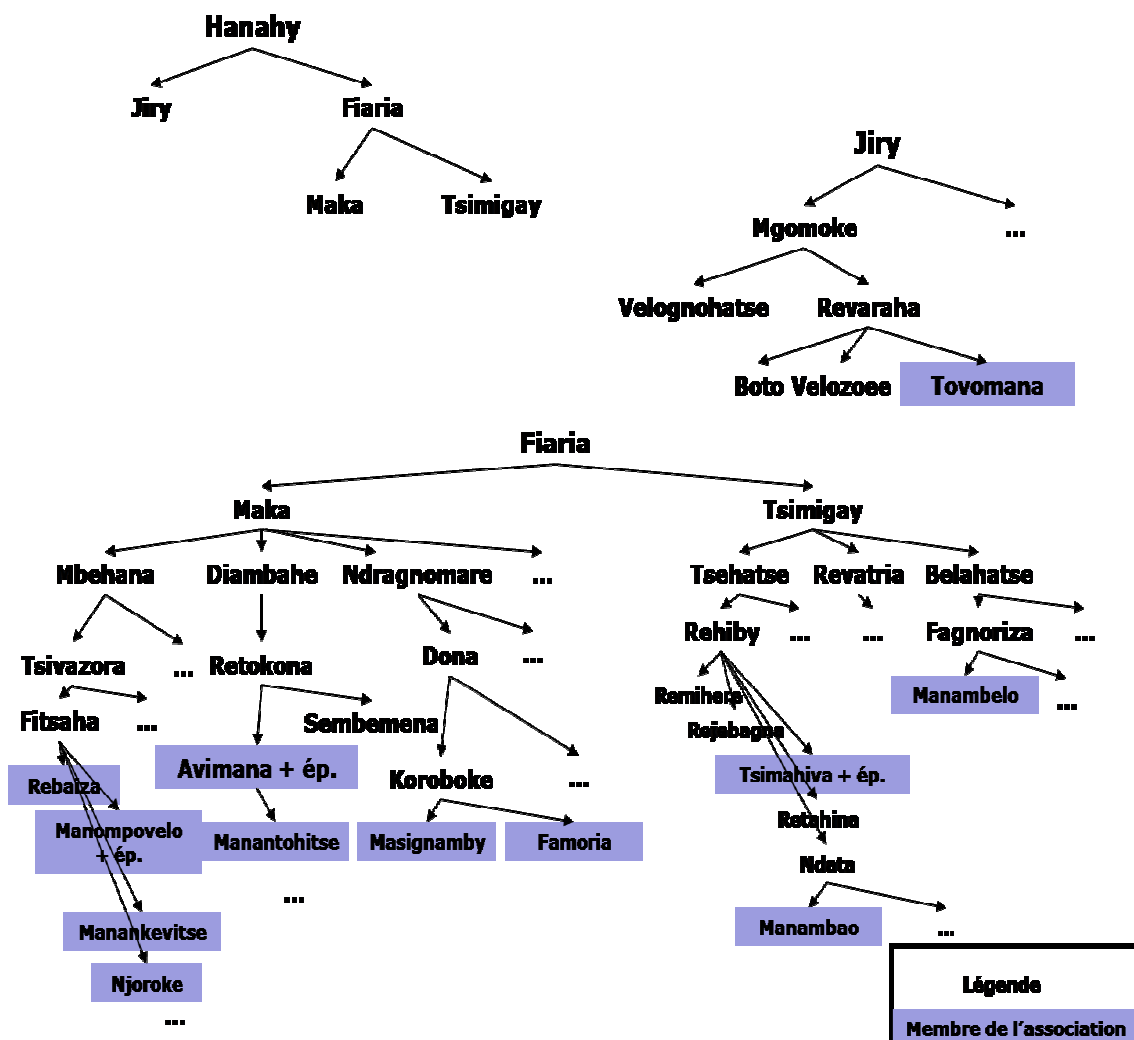 Hanahy
Jiry Fiaria
Maka Tsimigay
Jiry
Mgomoke ...
Velognohatse Revaraha
Boto Velozoee Tovomana
Fiaria
Maka Tsimigay
Mbehana Diambahe Ndragnomare ... Tsehatse Revatria Belahatse
Tsivazora ... Retokona Dona ... Rehiby ... ... Fagnoriza ...
Fitsaha ... Sembemena Manambelo ...
Rebaiza Avimana + ép. Koroboke ... Tsimahiva + ép.
Manompovelo
+ ép.
Manantohitse Masignamby Famoria Retahina
... Ndata
Manankevitse Manambao ...
Njoroke
...
Légende
Membre de l'association